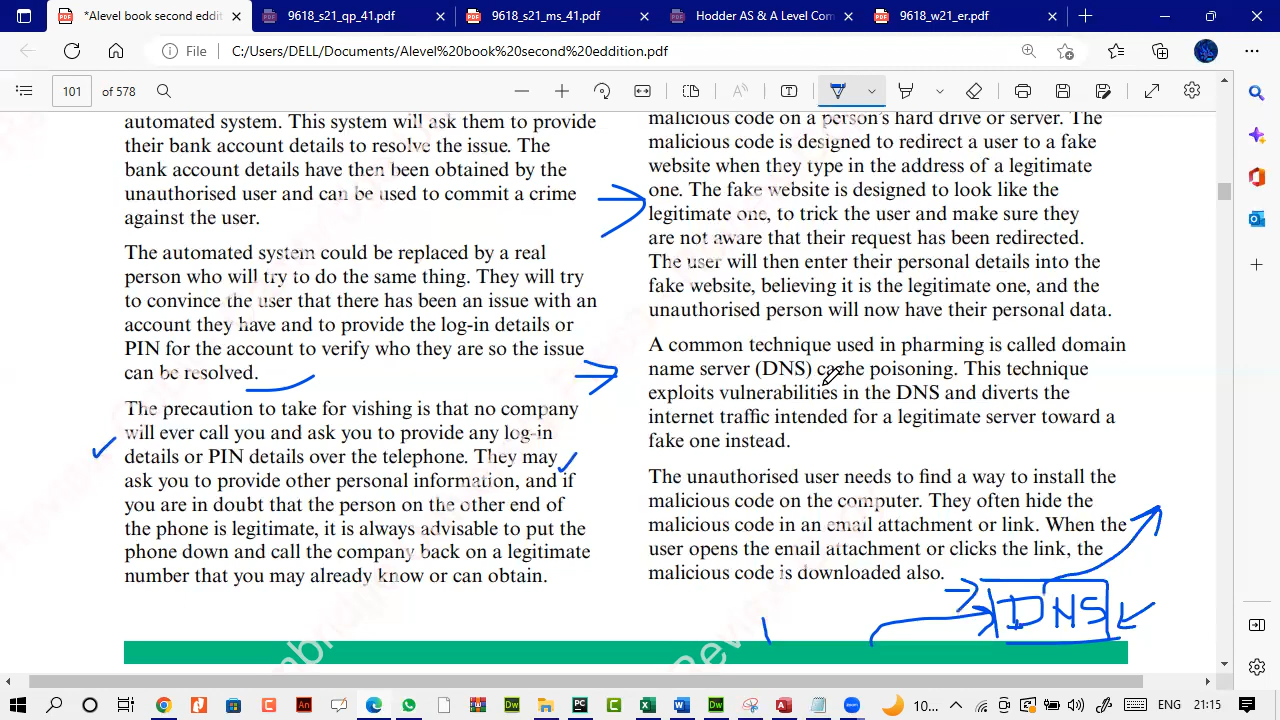 *Alevel book second eddit
9618_s21_qp_41.pdf
9618_s21_ms_41.pdf
Hodder AS & A Level Com
9618_w21_er.pdf
File
C:/Users/DELL/Documents/Alevel%20book%20second%20eddition.pdf
101 of 578
automated system. This system will ask them to provide
their bank account details to resolve the issue. The
bank account details have then been obtained by the
unauthorised user and can be used to commit a crime
against the user.
The automated system could be replaced by a real
person who will try to do the same thing. They will try
to convince the user that there has been an issue with an
account they have and to provide the log-in details or
PIN for the account to verify who they are so the issue
can be resolved.
The precaution to take for vishing is that no company
will ever call you and ask you to provide any log-in
details or PIN details over the telephone. They may
ask you to provide other personal information, and if
you are in doubt that the person on the other end of
the phone is legitimate, it is always advisable to put the
phone down and call the company back on a legitimate
number that you may already know or can obtain.
malicious code on a person's hard drive or server. The
malicious code is designed to redirect a user to a fake
website when they type in the address of a legitimate
one. The fake website is designed to look like the
legitimate one, to trick the user and make sure they
are not aware that their request has been redirected.
The user will then enter their personal details into the
fake website, believing it is the legitimate one, and the
unauthorised person will now have their personal data.
A common technique used in pharming is called domain
name server (DNS) cache poisoning. This technique
exploits vulnerabilities in the DNS and diverts the
internet traffic intended for a legitimate server toward a
fake one instead.
The unauthorised user needs to find a way to install the
malicious code on the computer. They often hide the
malicious code in an email attachment or link. When the
user opens the email attachment or clicks the link, the
malicious code is downloaded also.
DNS
10...
ENG
21:15